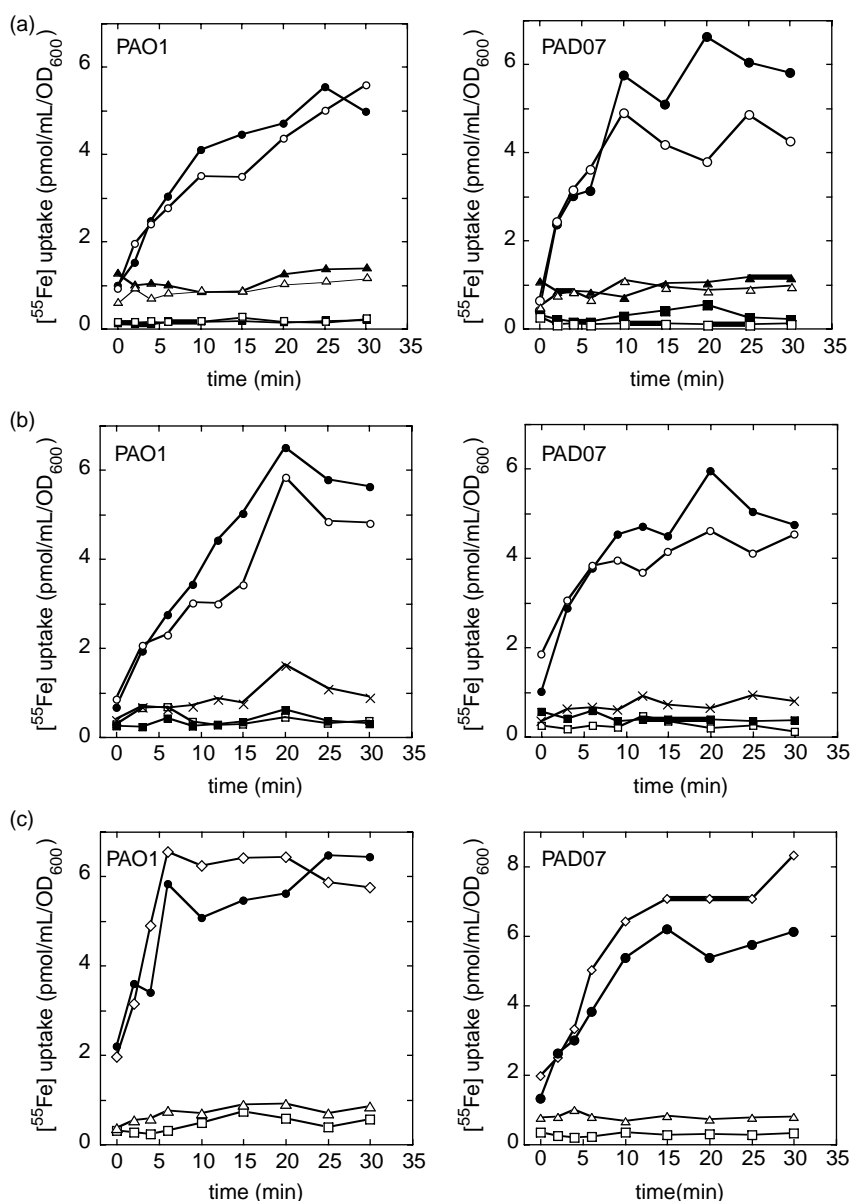 (a)
PAO1
PAD07
[⁵⁵Fe] uptake (pmol/mL/OD₆₀₀)
6
4
2
0
0 5 10 15 20 25 30 35
time (min)
[⁵⁵Fe] uptake (pmol/mL/OD₆₀₀)
6
4
2
0
0 5 10 15 20 25 30 35
time (min)
(b)
PAO1
PAD07
[⁵⁵Fe] uptake (pmol/mL/OD₆₀₀)
6
4
2
0
0 5 10 15 20 25 30 35
time (min)
[⁵⁵Fe] uptake (pmol/mL/OD₆₀₀)
6
4
2
0
0 5 10 15 20 25 30 35
time (min)
(c)
PAO1
PAD07
[⁵⁵Fe] uptake (pmol/mL/OD₆₀₀)
6
4
2
0
0 5 10 15 20 25 30 35
time (min)
[⁵⁵Fe] uptake (pmol/mL/OD₆₀₀)
8
6
4
2
0
0 5 10 15 20 25 30 35
time(min)